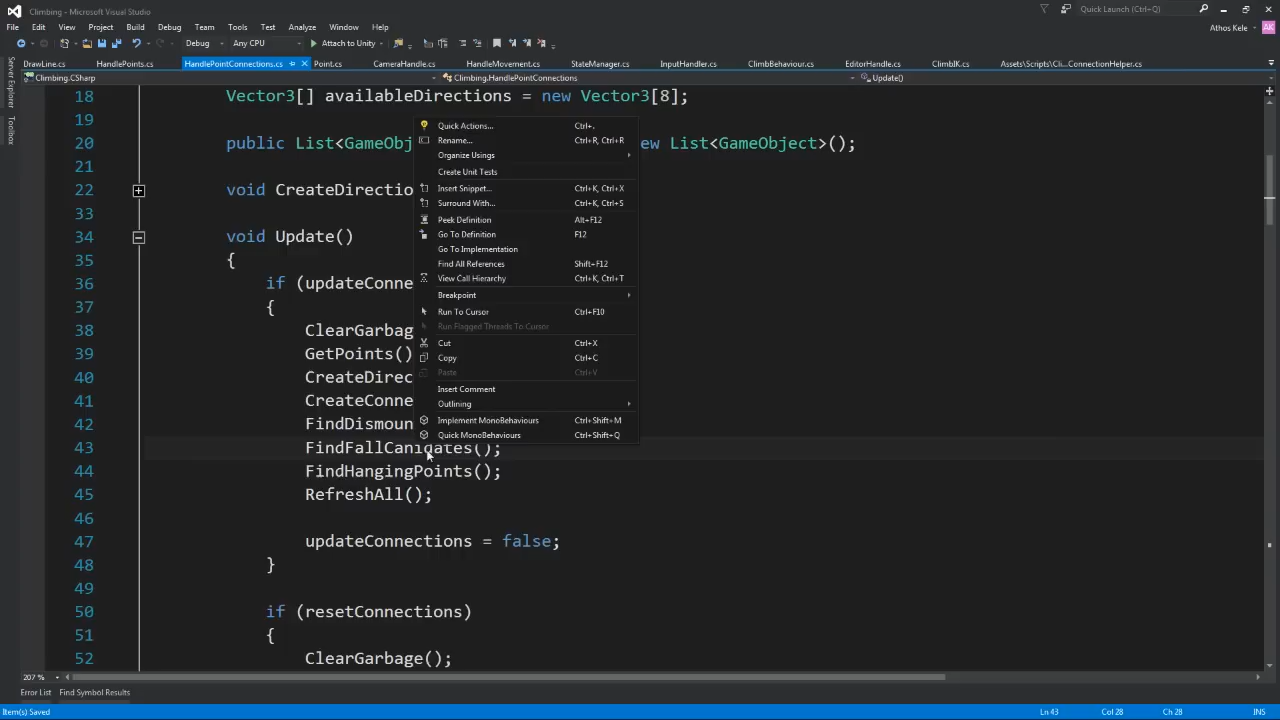 Climbing - Microsoft Visual Studio
Quick Launch (Ctrl+Q)
File Edit View Project Build Debug Team Tools Test Analyze Window Help
Athos Kele
AK
Debug Any CPU Attach to Unity
DrawLine.cs HandlePoints.cs HandlePointConnections.cs Point.cs CameraHandle.cs HandleMovement.cs StateManager.cs InputHandler.cs ClimbBehaviour.cs EditorHandle.cs ClimbIK.cs Assets\Scripts\Cli...ConnectionHelper.cs
Climbing.CSharp Climbing.HandlePointConnections Update()
Server Explorer
Toolbox
18 Vector3[] availableDirections = new Vector3[8];
19
20 public List<GameObj ew List<GameObject>();
21
22 void CreateDirectio
33
34 void Update()
35 {
36 if (updateConne
37 {
38 ClearGarbag
39 GetPoints()
40 CreateDirec
41 CreateConne
42 FindDismoun
43 FindFallCanidates();
44 FindHangingPoints();
45 RefreshAll();
46
47 updateConnections = false;
48 }
49
50 if (resetConnections)
51 {
52 ClearGarbage();
Quick Actions... Ctrl+.
Rename... Ctrl+R, Ctrl+R
Organize Usings
Create Unit Tests
Insert Snippet... Ctrl+K, Ctrl+X
Surround With... Ctrl+K, Ctrl+S
Peek Definition Alt+F12
Go To Definition F12
Go To Implementation
Find All References Shift+F12
View Call Hierarchy Ctrl+K, Ctrl+T
Breakpoint
Run To Cursor Ctrl+F10
Run Flagged Threads To Cursor
Cut Ctrl+X
Copy Ctrl+C
Paste Ctrl+V
Insert Comment
Outlining
Implement MonoBehaviours Ctrl+Shift+M
Quick MonoBehaviours Ctrl+Shift+Q
207 %
Error List Find Symbol Results
Item(s) Saved Ln 43 Col 28 Ch 28 INS